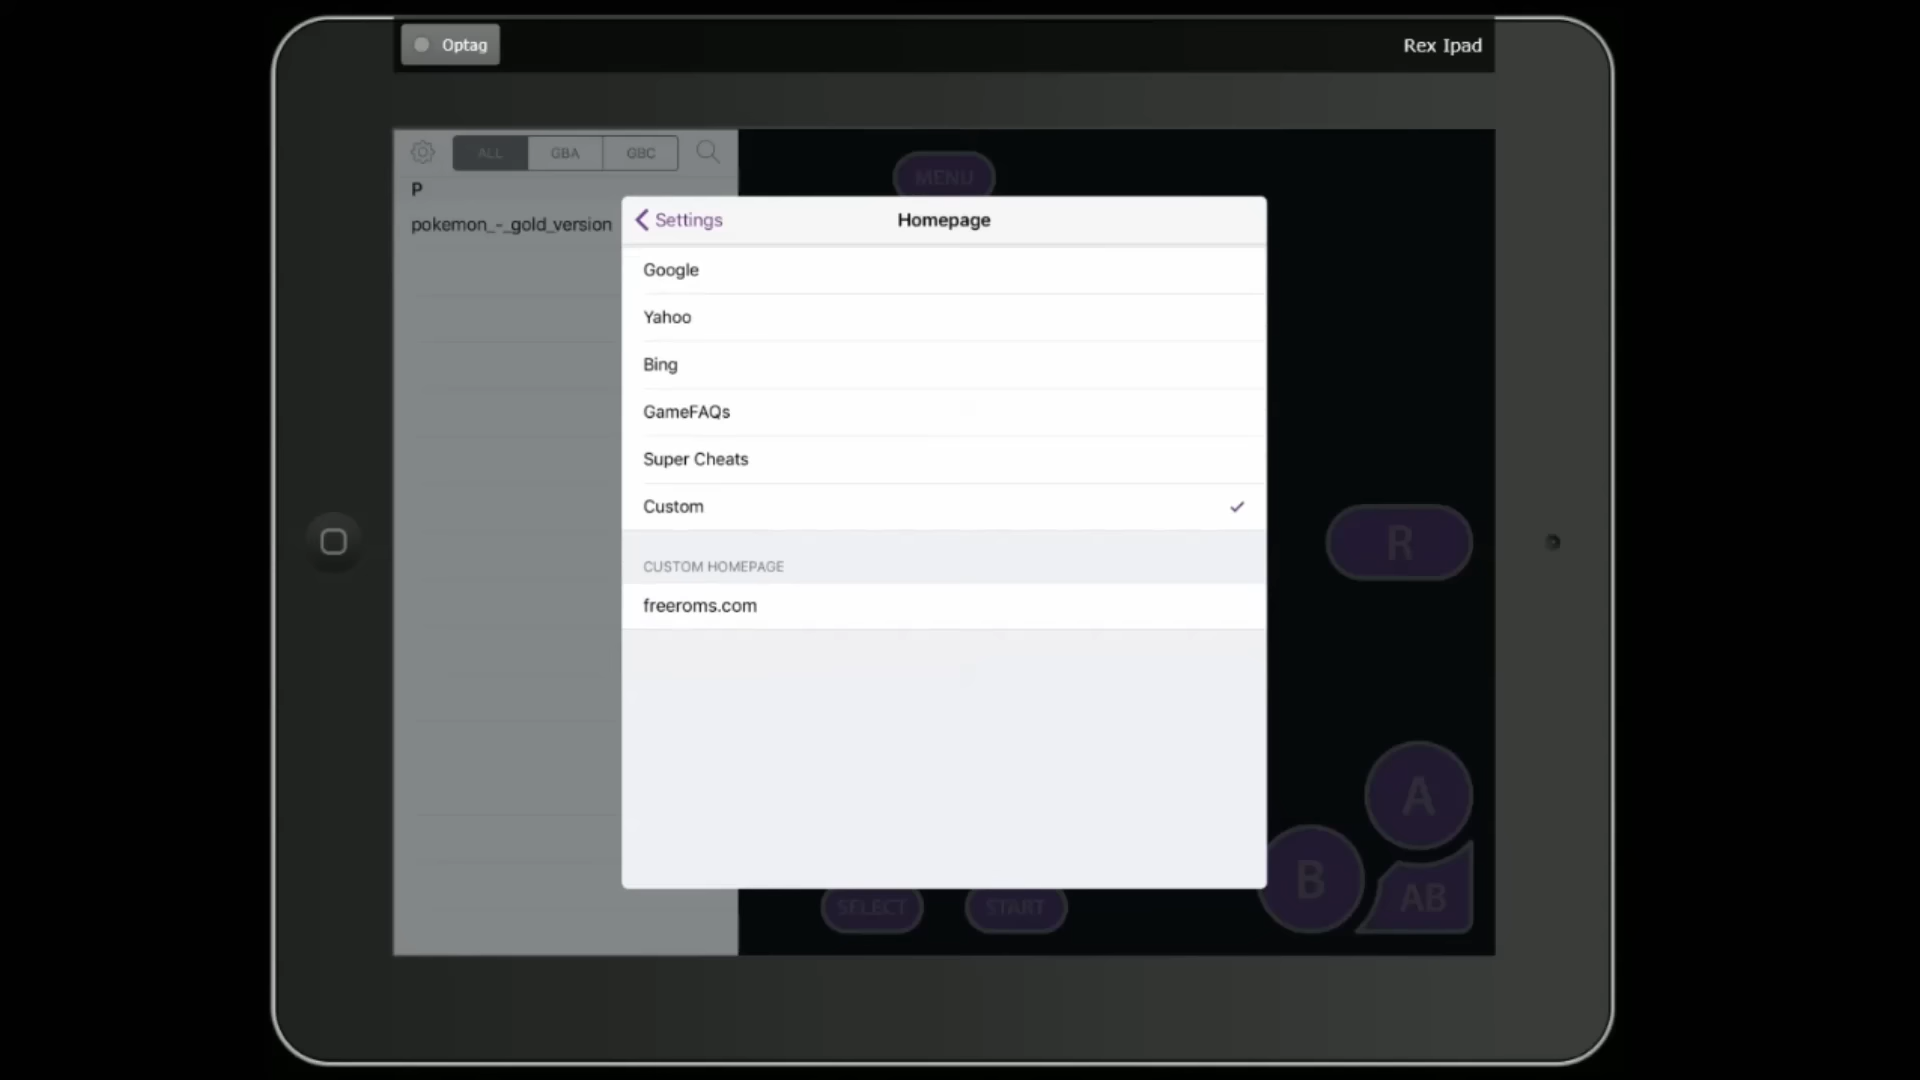 Optag
Rex Ipad
ALL
GBA
GBC
MENU
P
pokemon_-_gold_version
Settings
Homepage
Google
Yahoo
Bing
GameFAQs
Super Cheats
Custom
CUSTOM HOMEPAGE
freeroms.com
R
A
B
AB
SELECT
START